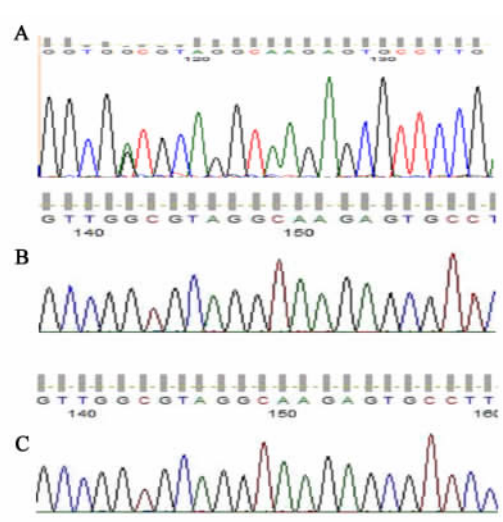 A
G G T G G C G T A G G C A A G A G T G C C T T G
120 130
G T T G G C G T A G G C A A G A G T G C C T
140 150
B
G T T G G C G T A G G C A A G A G T G C C T T
140 150 160
C